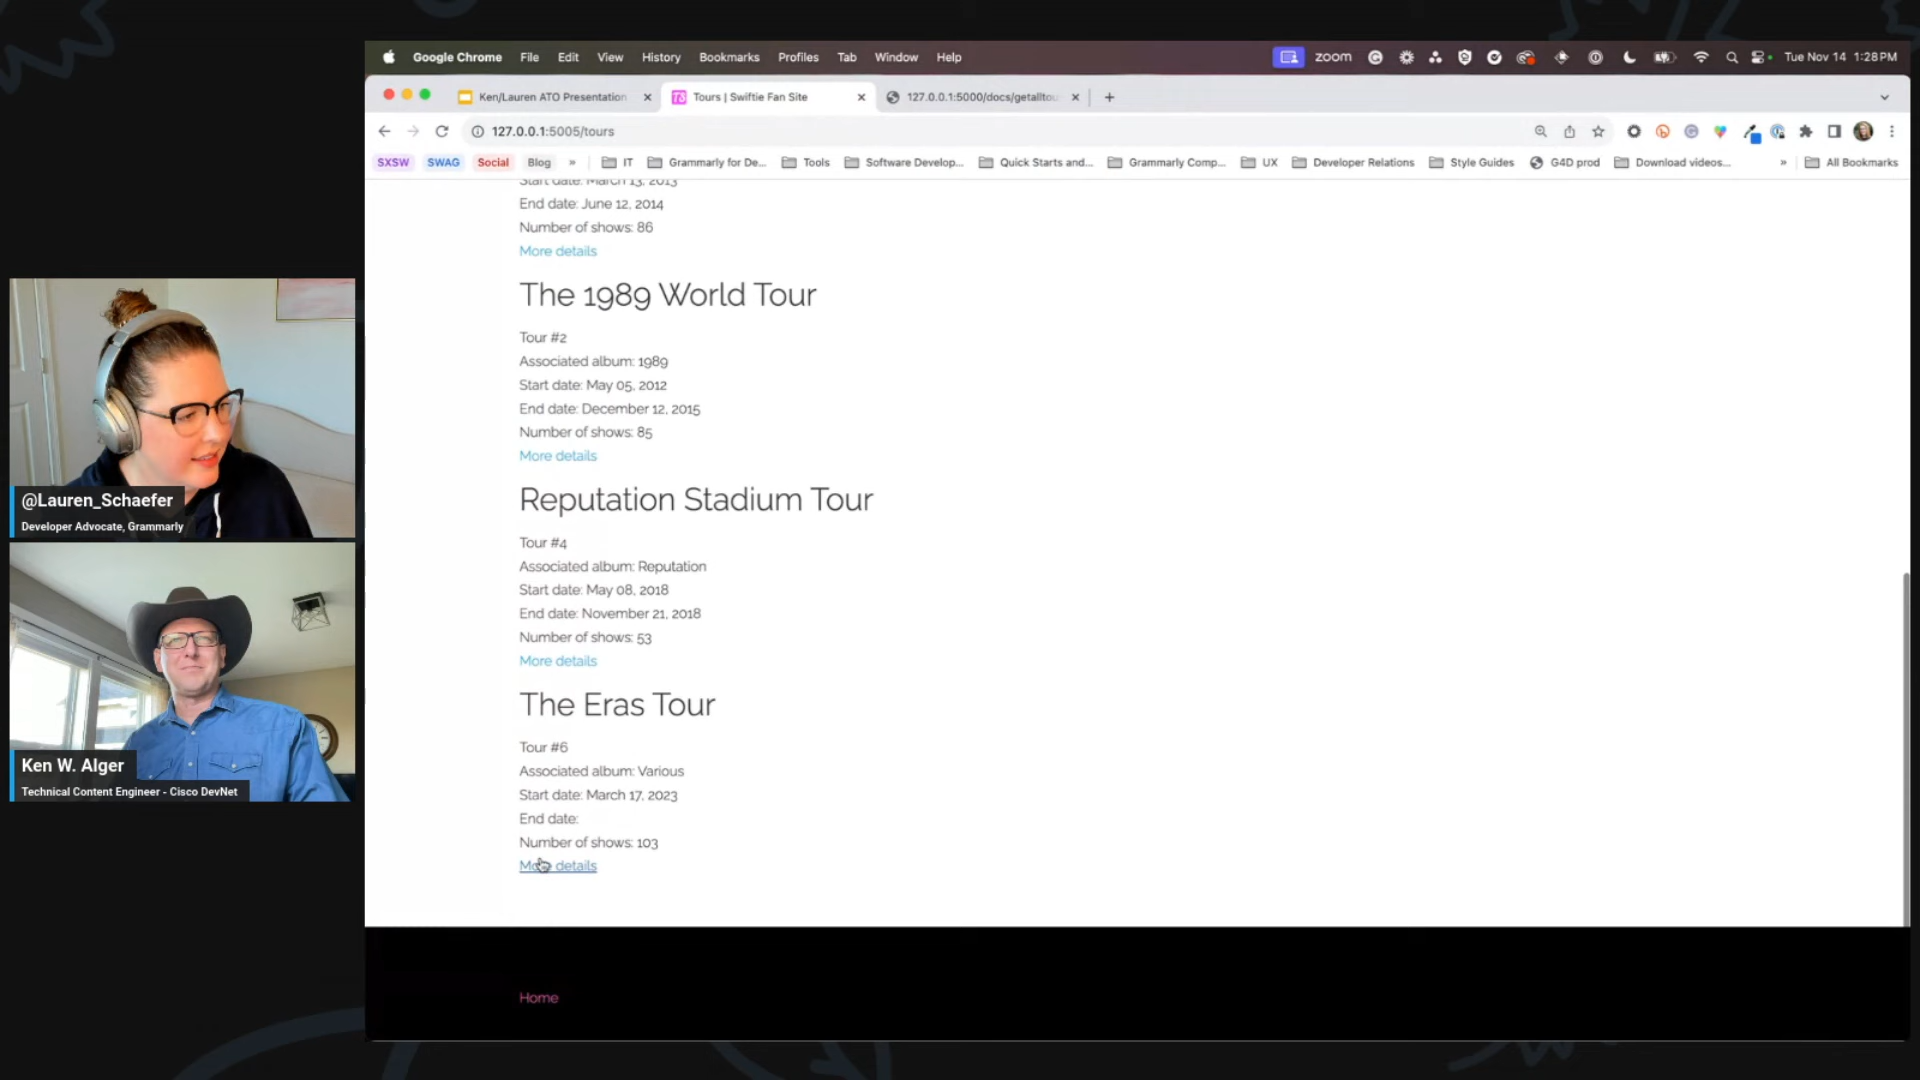 Google Chrome File Edit View History Bookmarks Profiles Tab Window Help zoom Tue Nov 14 1:28 PM
Ken/Lauren ATO Presentation Tours | Swiftie Fan Site 127.0.0.1:5000/docs/getallto
127.0.0.1:5005/tours
SXSW SWAG Social Blog » IT Grammarly for De... Tools Software Develop... Quick Starts and... Grammarly Comp... UX Developer Relations Style Guides G4D prod Download videos... » All Bookmarks
Start date: March 13, 2013
End date: June 12, 2014
Number of shows: 86
More details
The 1989 World Tour
Tour #2
Associated album: 1989
Start date: May 05, 2012
End date: December 12, 2015
Number of shows: 85
More details
Reputation Stadium Tour
Tour #4
Associated album: Reputation
Start date: May 08, 2018
End date: November 21, 2018
Number of shows: 53
More details
The Eras Tour
Tour #6
Associated album: Various
Start date: March 17, 2023
End date:
Number of shows: 103
More details
Home
@Lauren_Schaefer
Developer Advocate, Grammarly
Ken W. Alger
Technical Content Engineer - Cisco DevNet